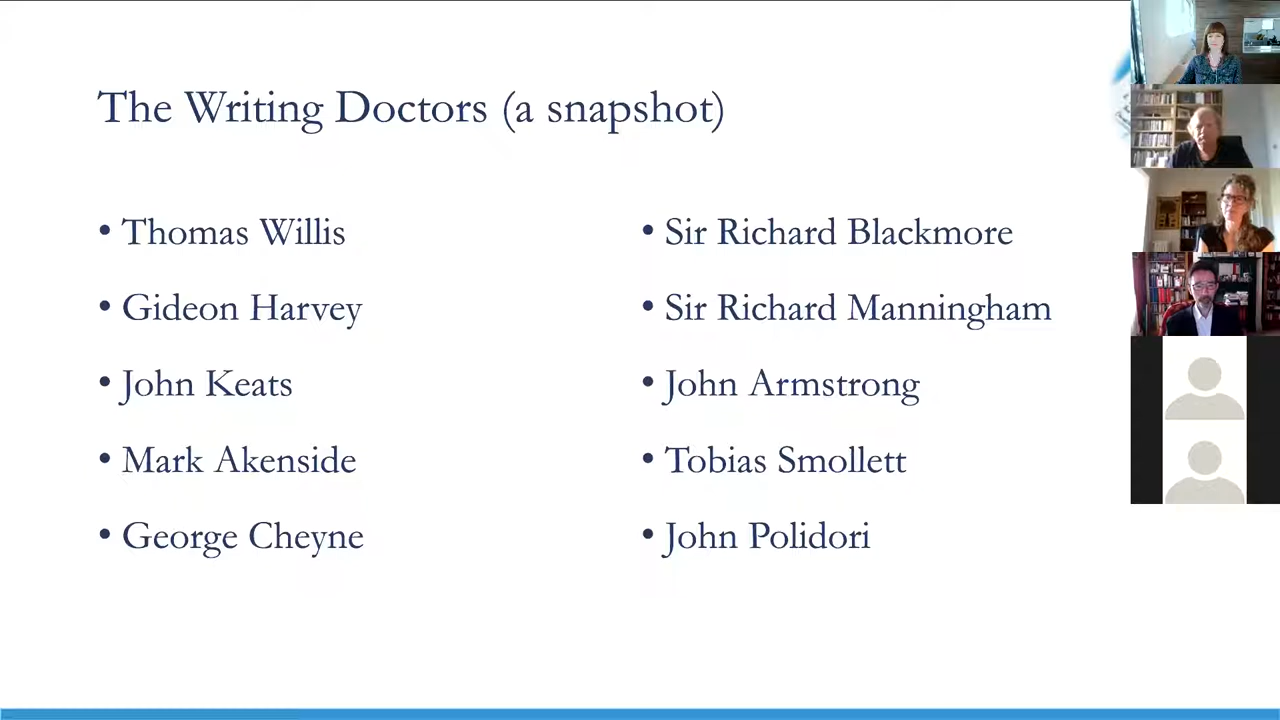 The Writing Doctors (a snapshot)
• Thomas Willis
• Gideon Harvey
• John Keats
• Mark Akenside
• George Cheyne
• Sir Richard Blackmore
• Sir Richard Manningham
• John Armstrong
• Tobias Smollett
• John Polidori